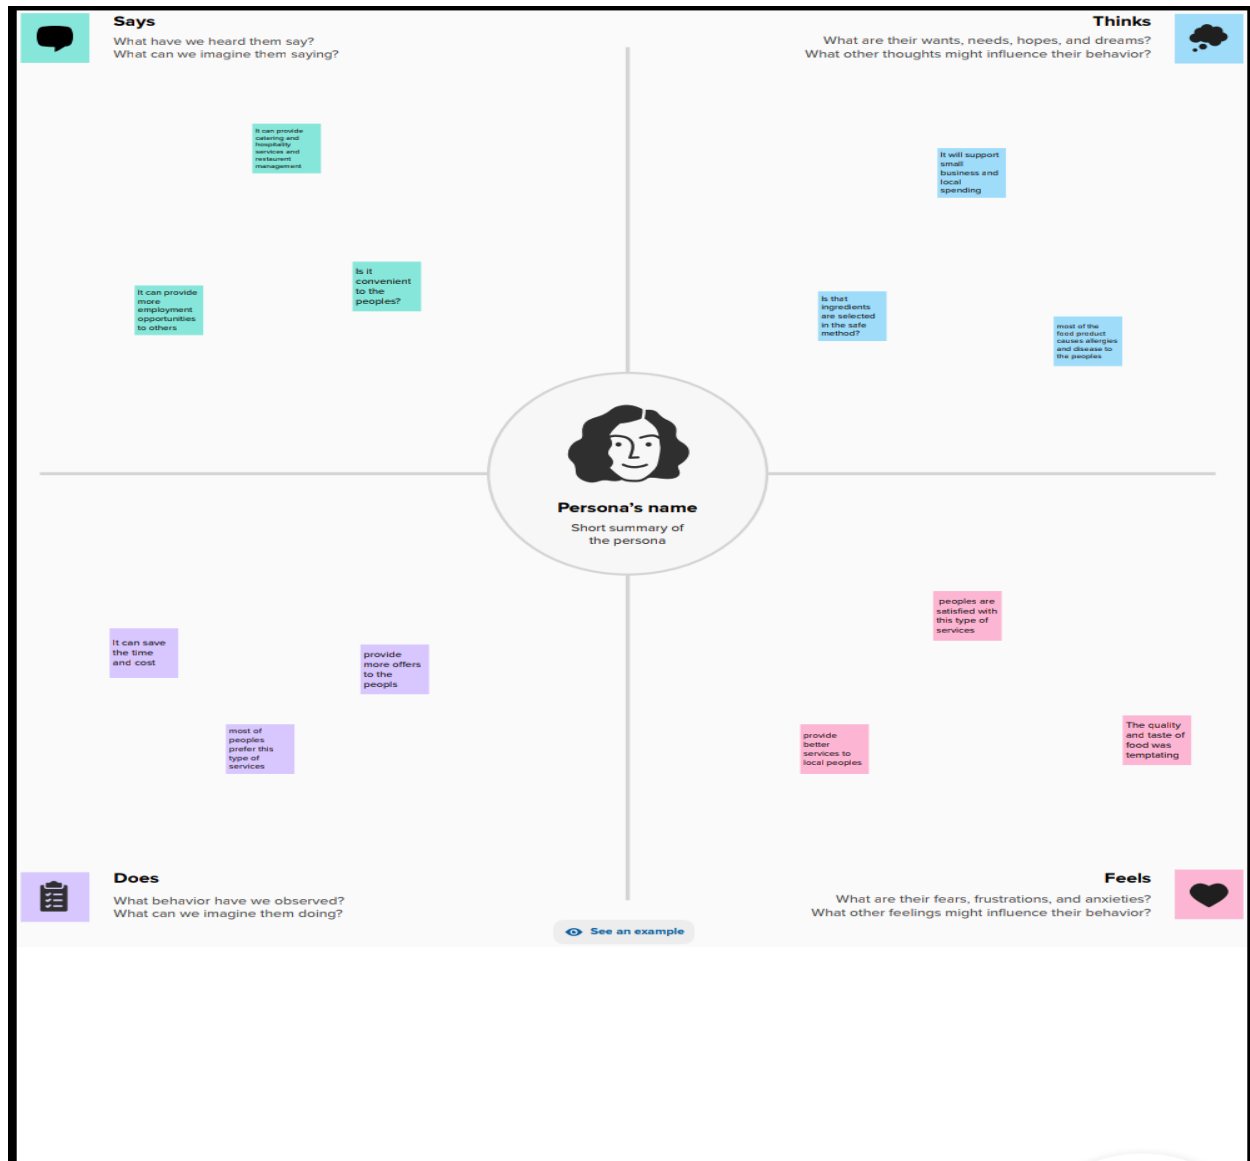 Says
What have we heard them say?
What can we imagine them saying?
Thinks
What are their wants, needs, hopes, and dreams?
What other thoughts might influence their behavior?
It can provide
catering and
hospitality
services and
restaurent
management
It can provide
more
employment
opportunities
to others
Is it
convenient
to the
peoples?
It will support
small
business and
local
spending
Is that
ingredients
are selected
in the safe
method?
most of the
food product
causes allergies
and disease to
the peoples
Persona's name
Short summary of
the persona
It can save
the time
and cost
provide
more offers
to the
peopls
most of
peoples
prefer this
type of
services
peoples are
satisfied with
this type of
services
provide
better
services to
local peoples
The quality
and taste of
food was
temptating
Does
What behavior have we observed?
What can we imagine them doing?
Feels
What are their fears, frustrations, and anxieties?
What other feelings might influence their behavior?
See an example